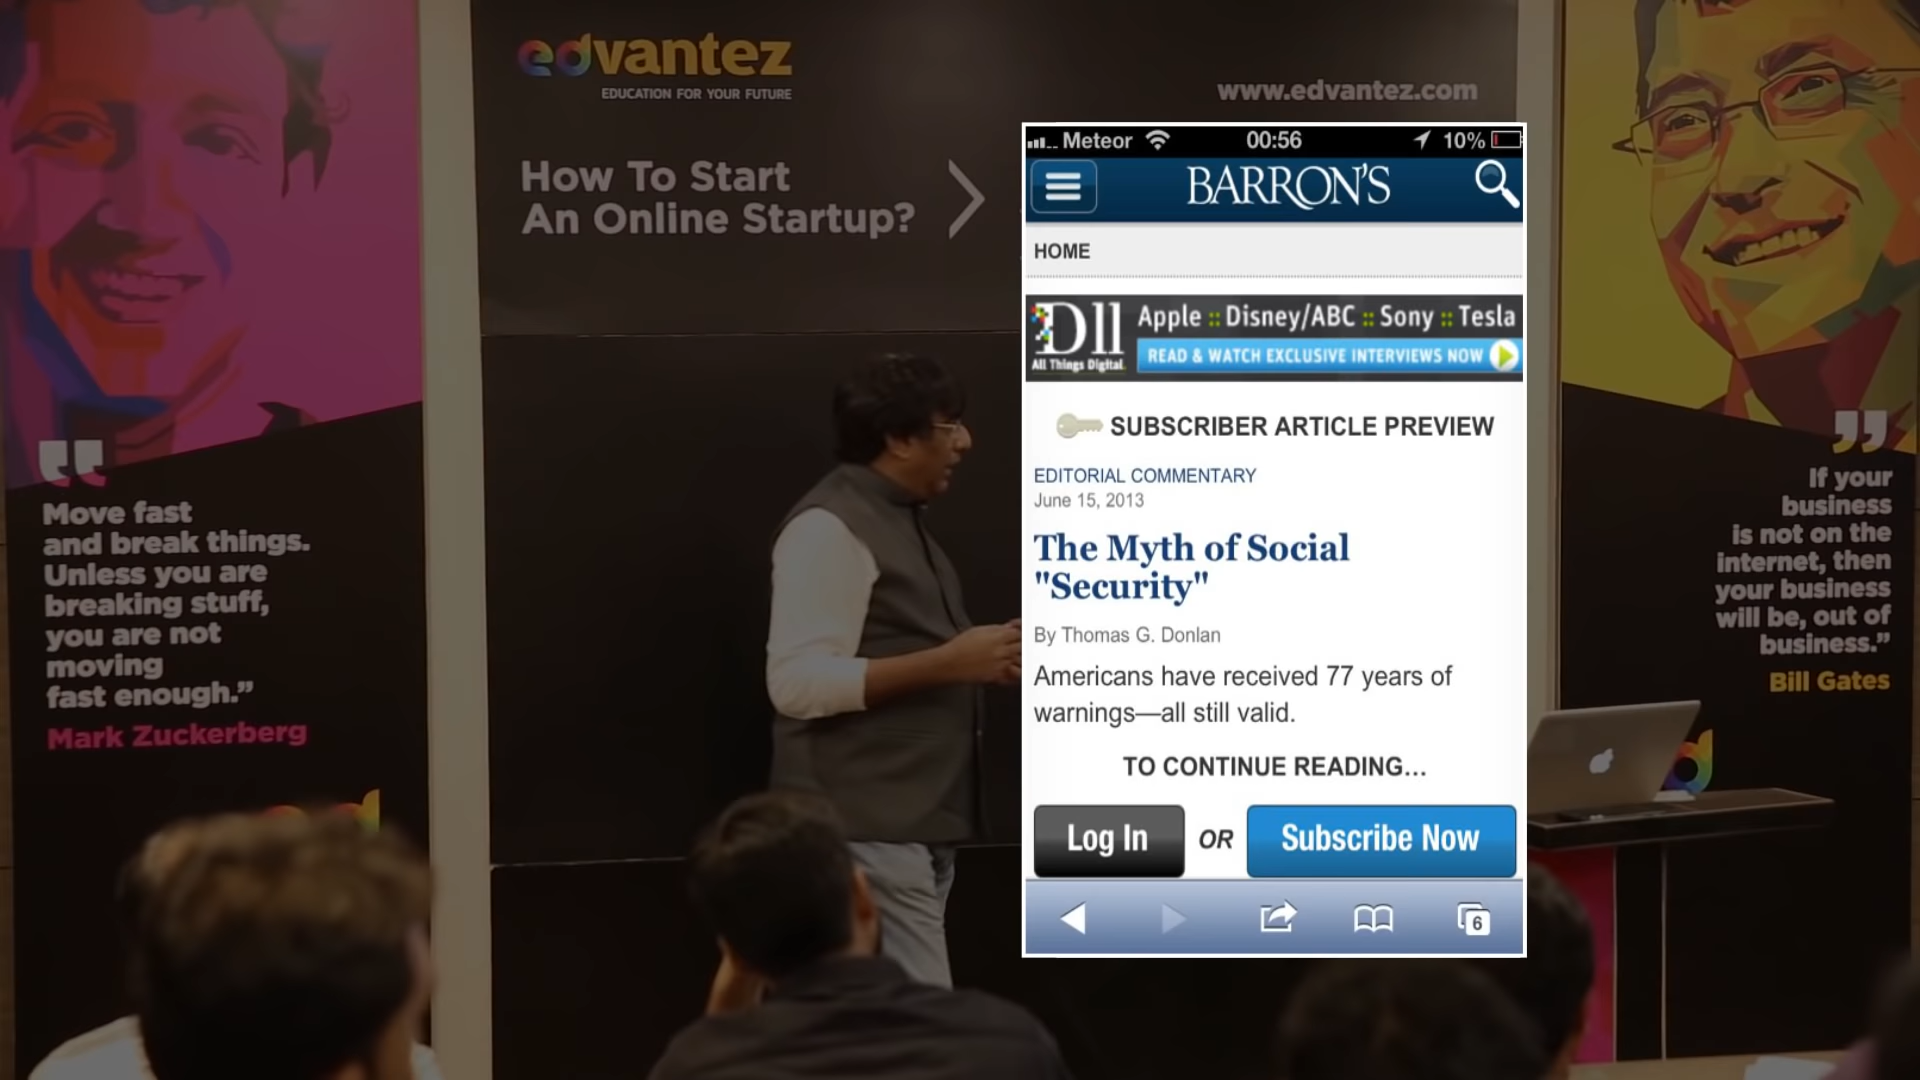 edvantez
EDUCATION FOR YOUR FUTURE
www.edvantez.com
How To Start
An Online Startup?
Move fast
and break things.
Unless you are
breaking stuff,
you are not
moving
fast enough.”
Mark Zuckerberg
Meteor 00:56 10%
BARRON'S
HOME
D11 Apple :: Disney/ABC :: Sony :: Tesla
All Things Digital READ & WATCH EXCLUSIVE INTERVIEWS NOW
SUBSCRIBER ARTICLE PREVIEW
EDITORIAL COMMENTARY
June 15, 2013
The Myth of Social
"Security"
By Thomas G. Donlan
Americans have received 77 years of
warnings—all still valid.
TO CONTINUE READING...
Log In OR Subscribe Now
6
If your
business
is not on the
internet, then
your business
will be, out of
business.”
Bill Gates